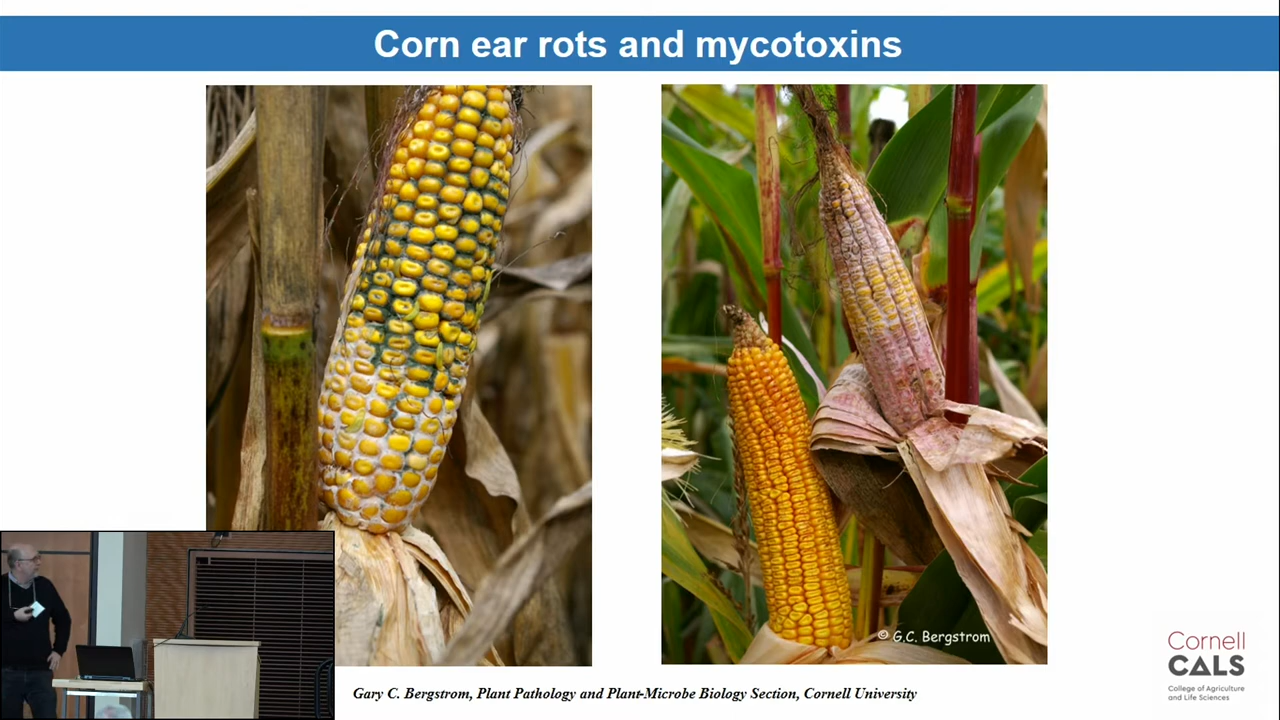 Corn ear rots and mycotoxins
© G.C. Bergstrom
Gary C. Bergstrom, Plant Pathology and Plant-Microbe Biology Section, Cornell University
Cornell
CALS
College of Agriculture
and Life Sciences